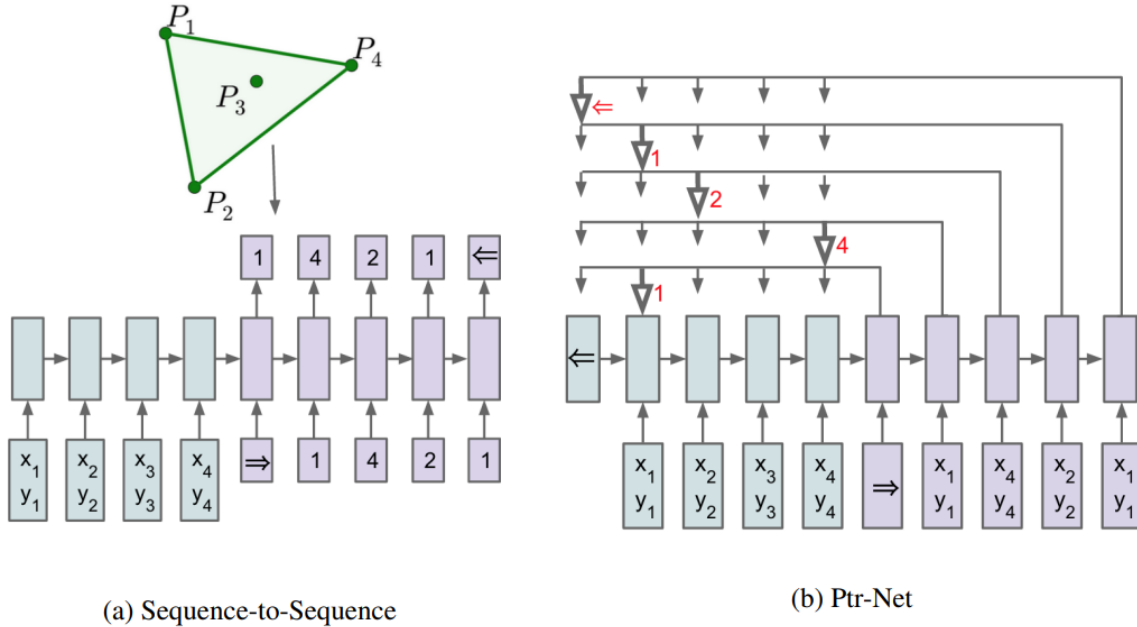 P₁
P₄
P₃
P₂
1 4 2 1 ⇐
⇒ 1 4 2 1
x₁ x₂ x₃ x₄
y₁ y₂ y₃ y₄
(a) Sequence-to-Sequence
⇐
1
2
4
1
⇐
x₁ x₂ x₃ x₄ ⇒ x₁ x₄ x₂ x₁
y₁ y₂ y₃ y₄ y₁ y₄ y₂ y₁
(b) Ptr-Net